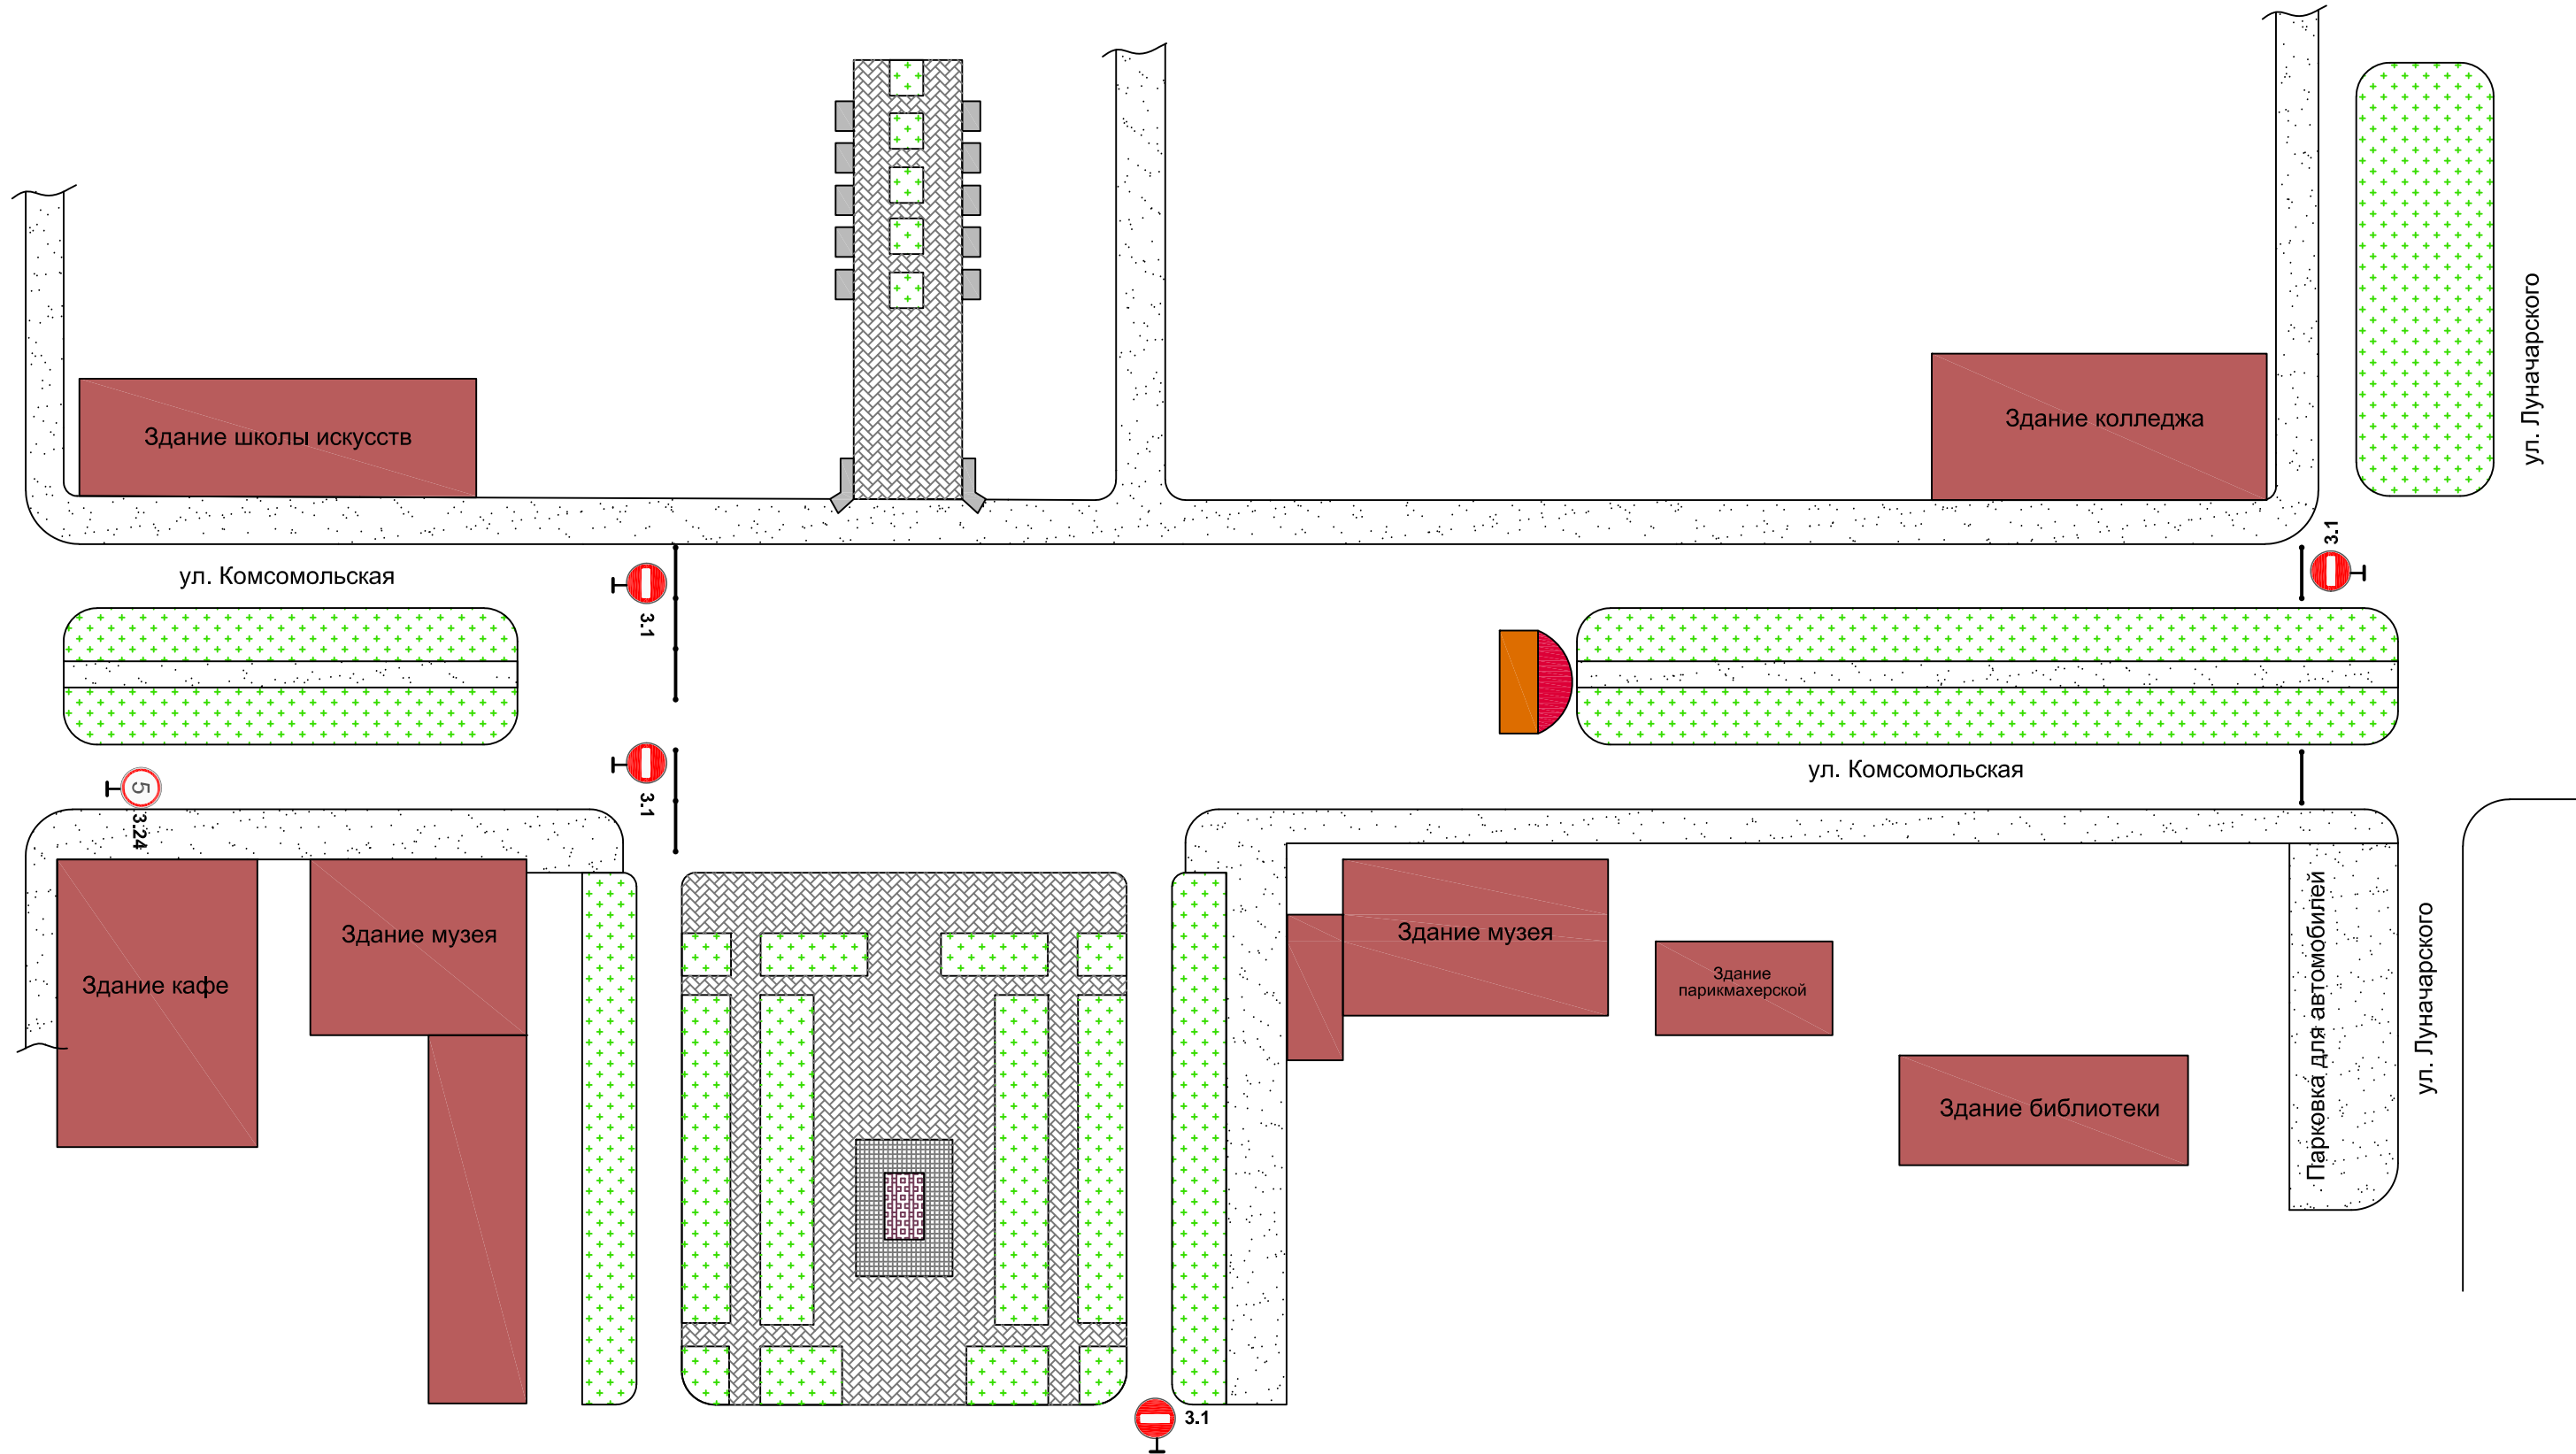 ул. Луначарского
Здание школы искусств
Здание колледжа
3.1
ул. Комсомольская
3.1
3.1
ул. Комсомольская
5
3.24
Здание музея
Здание музея
Здание кафе
Здание
парикмахерской
Парковка для автомобилей
ул. Луначарского
Здание библиотеки
3.1